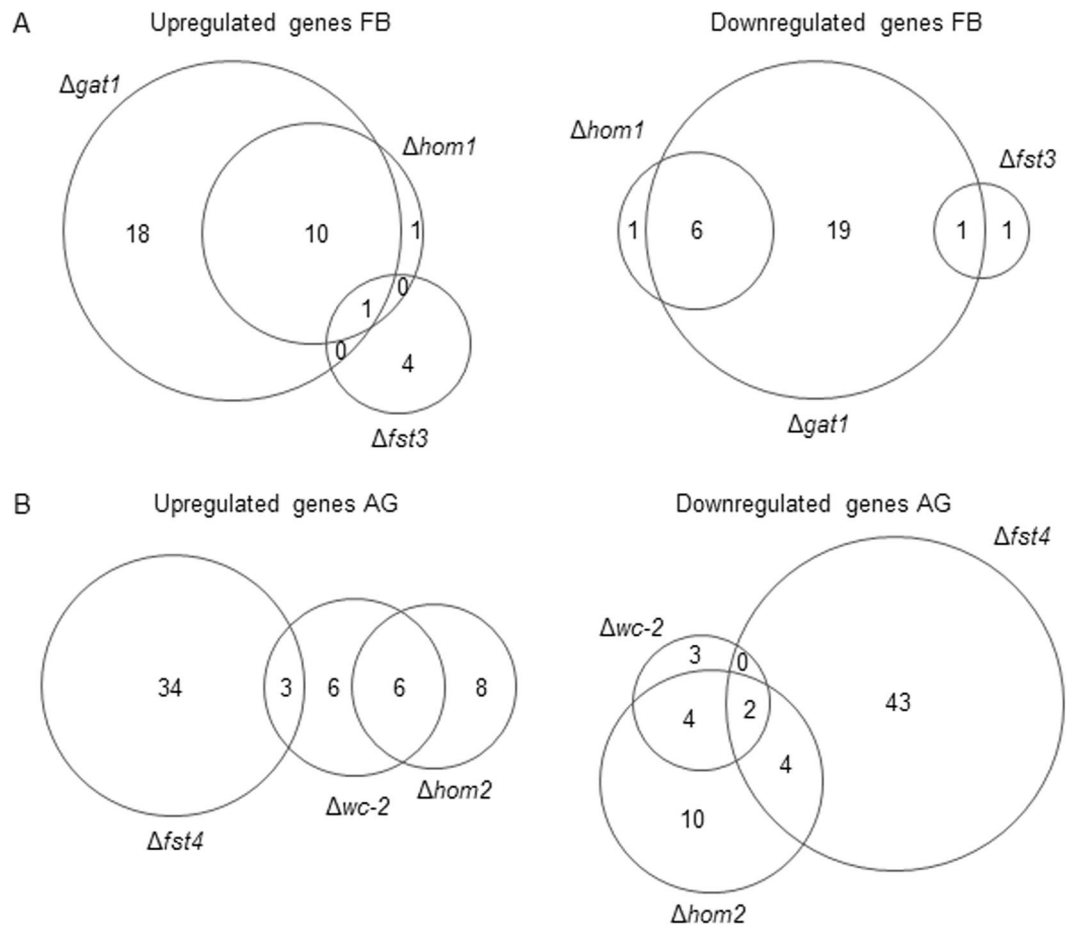 A
Upregulated genes FB
Downregulated genes FB
Δgat1
Δhom1
18
10
1
0
1
0
4
Δfst3
Δhom1
Δfst3
1
6
19
1
1
Δgat1
B
Upregulated genes AG
Downregulated genes AG
34
3
6
6
8
Δfst4
Δwc-2
Δhom2
Δfst4
Δwc-2
3
0
4
2
43
4
10
Δhom2